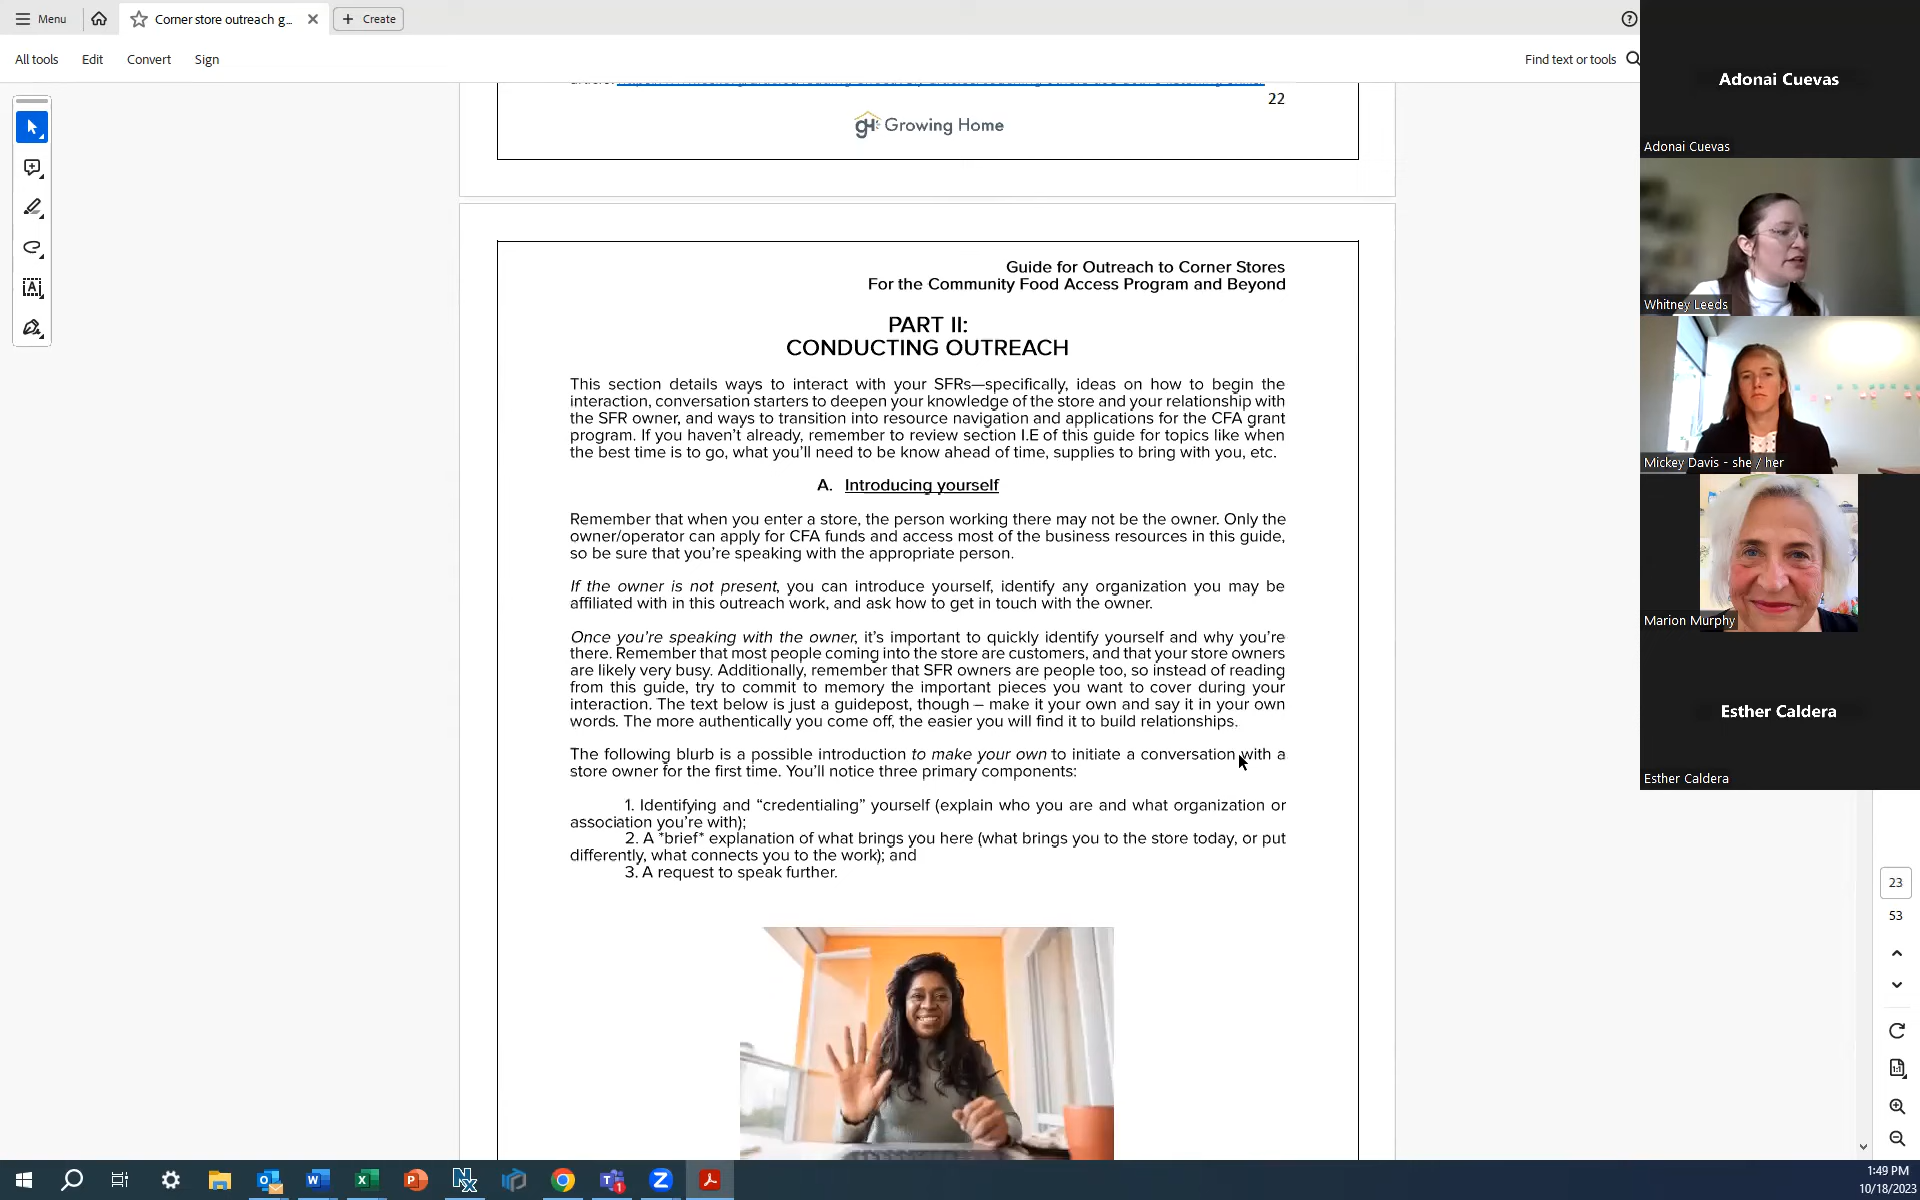 Menu
Corner store outreach g...
Create
All tools
Edit
Convert
Sign
Find text or tools
22
gH Growing Home
Guide for Outreach to Corner Stores
For the Community Food Access Program and Beyond
PART II:
CONDUCTING OUTREACH
This section details ways to interact with your SFRs—specifically, ideas on how to begin the
interaction, conversation starters to deepen your knowledge of the store and your relationship with
the SFR owner, and ways to transition into resource navigation and applications for the CFA grant
program. If you haven't already, remember to review section I.E of this guide for topics like when
the best time is to go, what you'll need to be know ahead of time, supplies to bring with you, etc.
A. Introducing yourself
Remember that when you enter a store, the person working there may not be the owner. Only the
owner/operator can apply for CFA funds and access most of the business resources in this guide,
so be sure that you're speaking with the appropriate person.
If the owner is not present, you can introduce yourself, identify any organization you may be
affiliated with in this outreach work, and ask how to get in touch with the owner.
Once you're speaking with the owner, it's important to quickly identify yourself and why you're
there. Remember that most people coming into the store are customers, and that your store owners
are likely very busy. Additionally, remember that SFR owners are people too, so instead of reading
from this guide, try to commit to memory the important pieces you want to cover during your
interaction. The text below is just a guidepost, though – make it your own and say it in your own
words. The more authentically you come off, the easier you will find it to build relationships.
The following blurb is a possible introduction to make your own to initiate a conversation with a
store owner for the first time. You'll notice three primary components:
1. Identifying and “credentialing” yourself (explain who you are and what organization or
association you're with);
2. A *brief* explanation of what brings you here (what brings you to the store today, or put
differently, what connects you to the work); and
3. A request to speak further.
Adonai Cuevas
Adonai Cuevas
Whitney Leeds
Mickey Davis - she / her
Marion Murphy
Esther Caldera
Esther Caldera
23
53
1:49 PM
10/18/2023